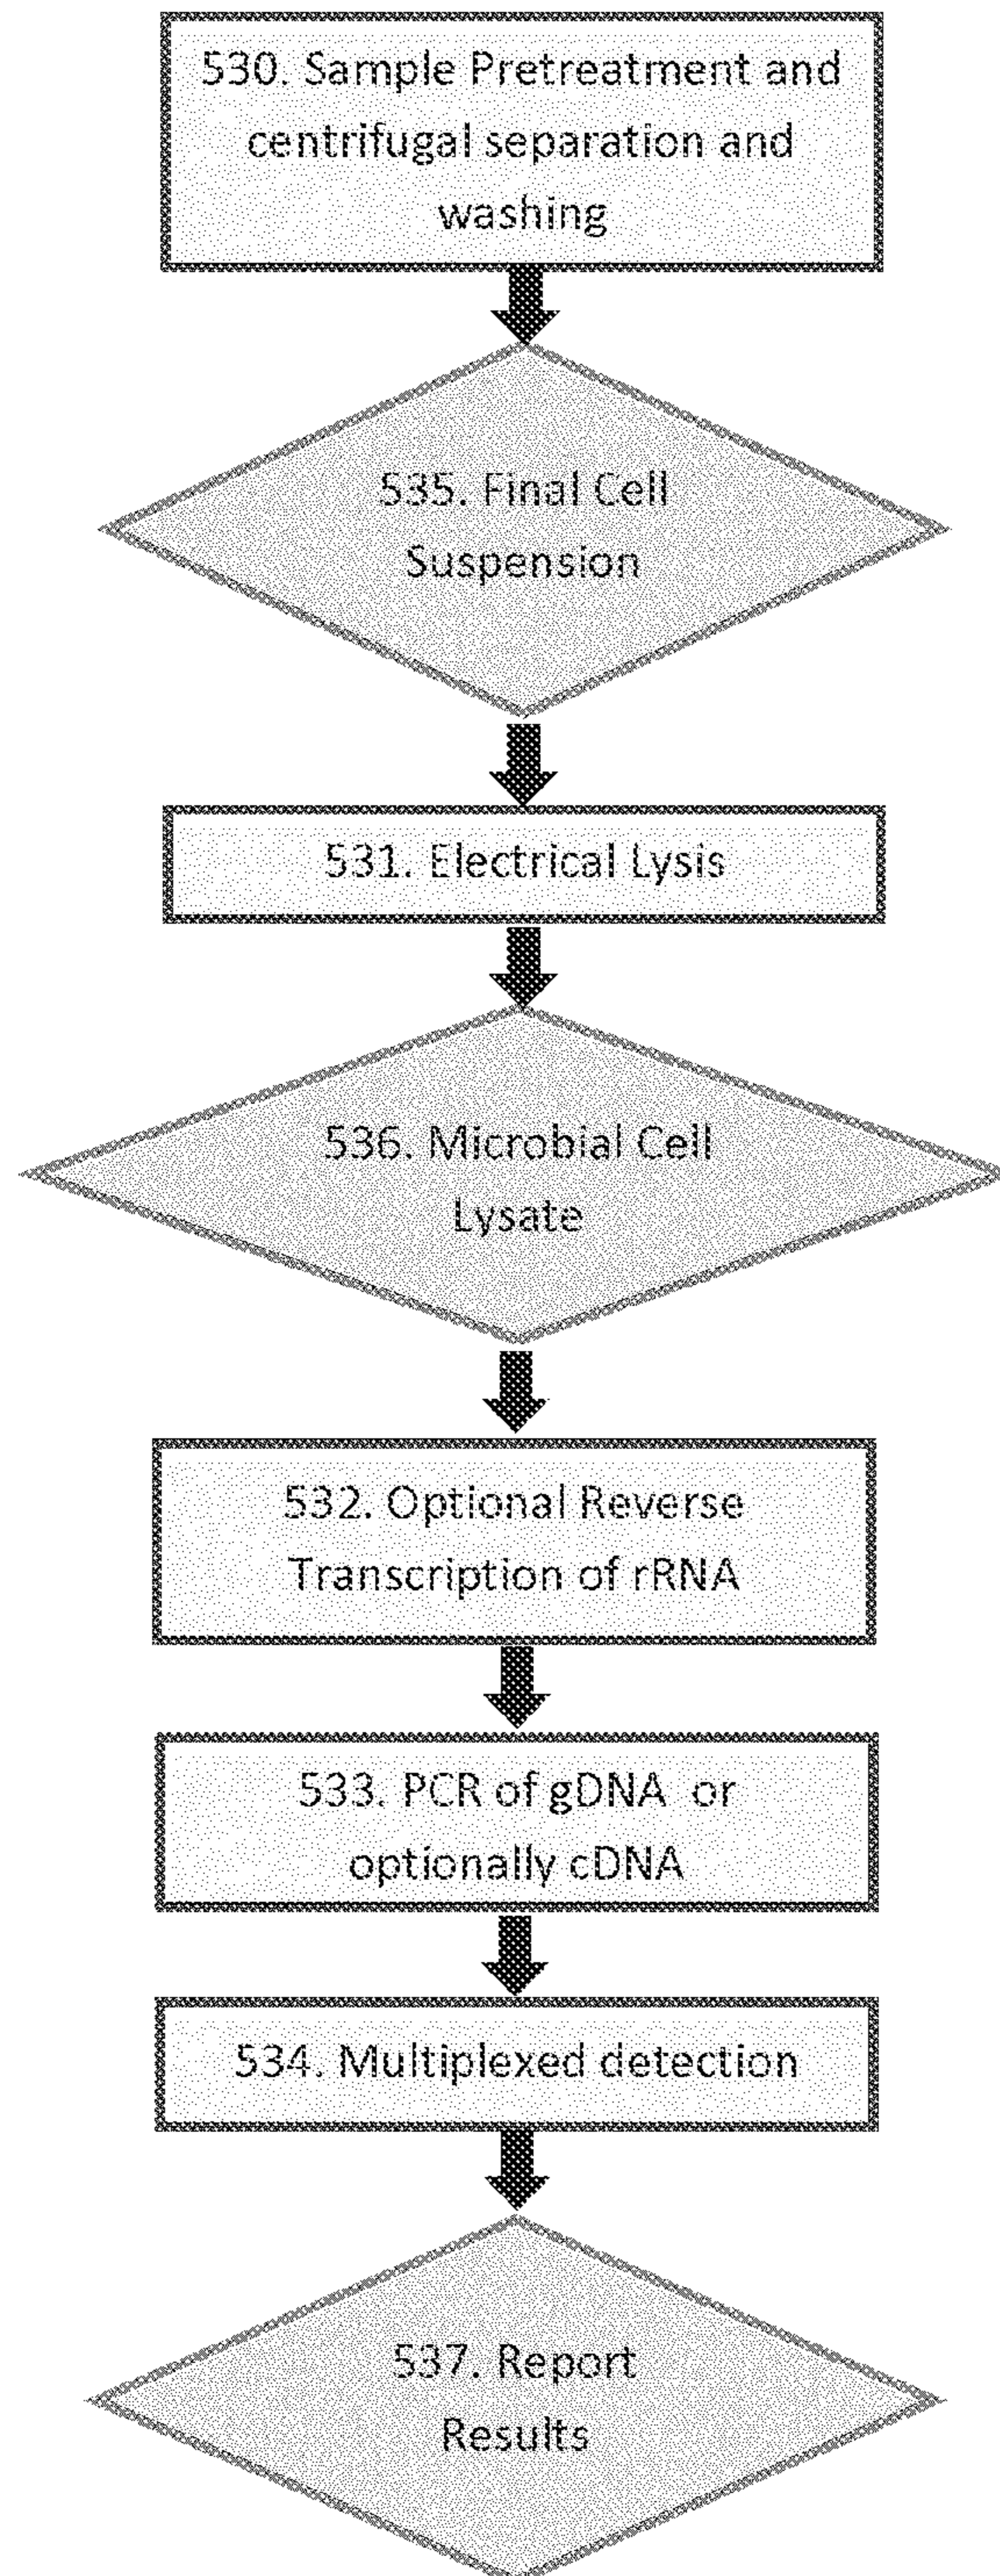 530. Sample Pretreatment and
centrifugal separation and
washing
535. Final Cell
Suspension
531. Electrical Lysis
536. Microbial Cell
Lysate
532. Optional Reverse
Transcription of rRNA
533. PCR of gDNA or
optionally cDNA
534. Multiplexed detection
537. Report
Results